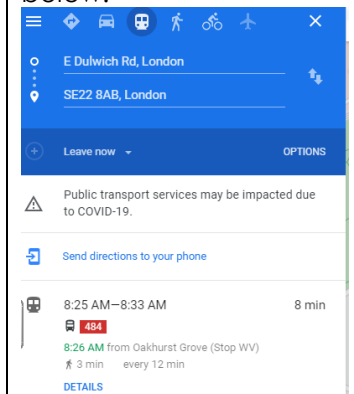 below.
E Dulwich Rd, London
SE22 8AB, London
Leave now
OPTIONS
Public transport services may be impacted due
to COVID-19.
Send directions to your phone
8:25 AM—8:33 AM 8 min
484
8:26 AM from Oakhurst Grove (Stop WV)
3 min every 12 min
DETAILS